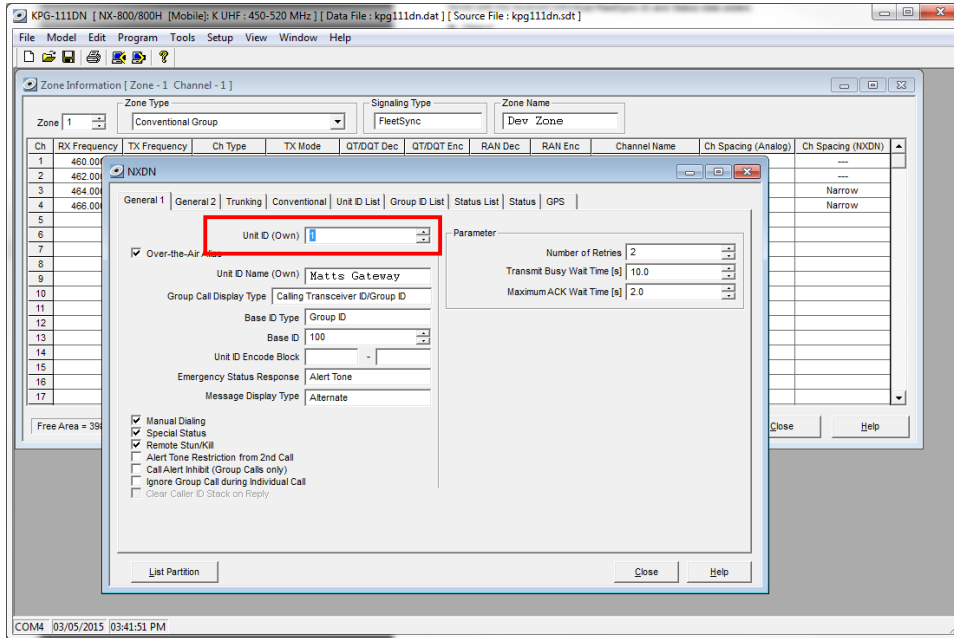 KPG-111DN [ NX-800/800H [Mobile]: K UHF : 450-520 MHz ] [ Data File : kpg111dn.dat ] [ Source File : kpg111dn.sdt ]
File Model Edit Program Tools Setup View Window Help
Zone Information [ Zone - 1 Channel - 1 ]
Zone Type Signaling Type Zone Name
Zone 1 Conventional Group FleetSync Dev Zone
Ch RX Frequency TX Frequency Ch Type TX Mode QT/DQT Dec QT/DQT Enc RAN Dec RAN Enc Channel Name Ch Spacing (Analog) Ch Spacing (NXDN)
1 460.00 ---
2 462.00 ---
3 464.00 Narrow
4 466.00 Narrow
5
6
7
8
9
10
11
12
13
14
15
16
17
Free Area = 39 Close Help
NXDN
General 1 General 2 Trunking Conventional Unit ID List Group ID List Status List Status GPS
Unit ID (Own) 1
Over-the-Air Alias
Unit ID Name (Own) Matts Gateway
Group Call Display Type Calling Transceiver ID/Group ID
Base ID Type Group ID
Base ID 100
Unit ID Encode Block -
Emergency Status Response Alert Tone
Message Display Type Alternate
Manual Dialing
Special Status
Remote Stun/Kill
Alert Tone Restriction from 2nd Call
Call Alert Inhibit (Group Calls only)
Ignore Group Call during Individual Call
Clear Caller ID Stack on Reply
Parameter
Number of Retries 2
Transmit Busy Wait Time [s] 10.0
Maximum ACK Wait Time [s] 2.0
List Partition Close Help
COM4 03/05/2015 03:41:51 PM